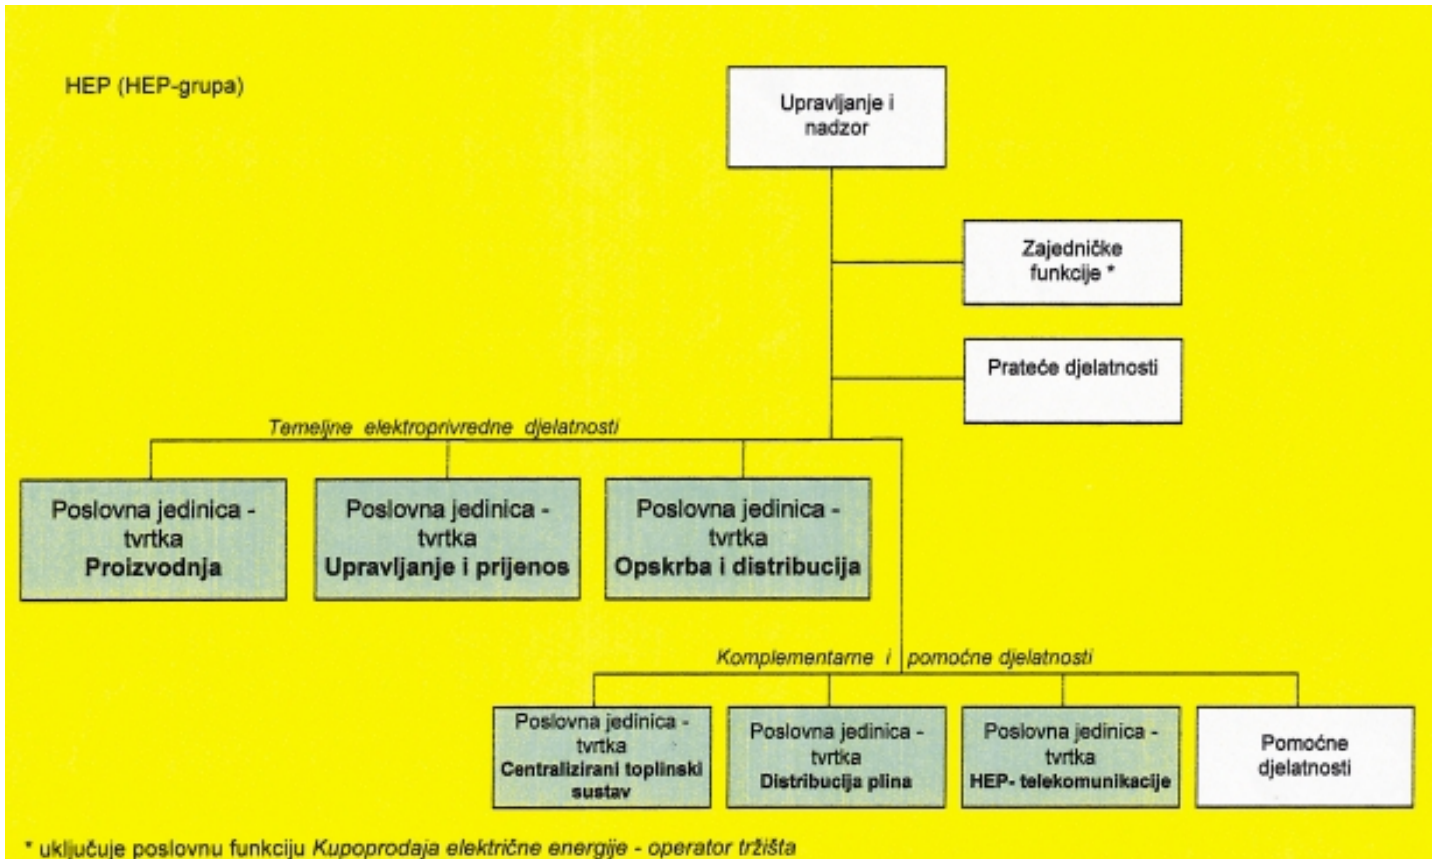 HEP (HEP-grupa)
Upravljanje i
nadzor
Zajedničke
funkcije *
Prateće djelatnosti
Temeljne elektroprivredne djelatnosti
Poslovna jedinica -
tvrtka
Proizvodnja
Poslovna jedinica -
tvrtka
Upravljanje i prijenos
Poslovna jedinica -
tvrtka
Opskrba i distribucija
Komplementarne i pomoćne djelatnosti
Poslovna jedinica -
tvrtka
Centralizirani toplinski
sustav
Poslovna jedinica -
tvrtka
Distribucija plina
Poslovna jedinica -
tvrtka
HEP- telekomunikacije
Pomoćne
djelatnosti
* uključuje poslovnu funkciju Kupoprodaja električne energije - operator tržišta